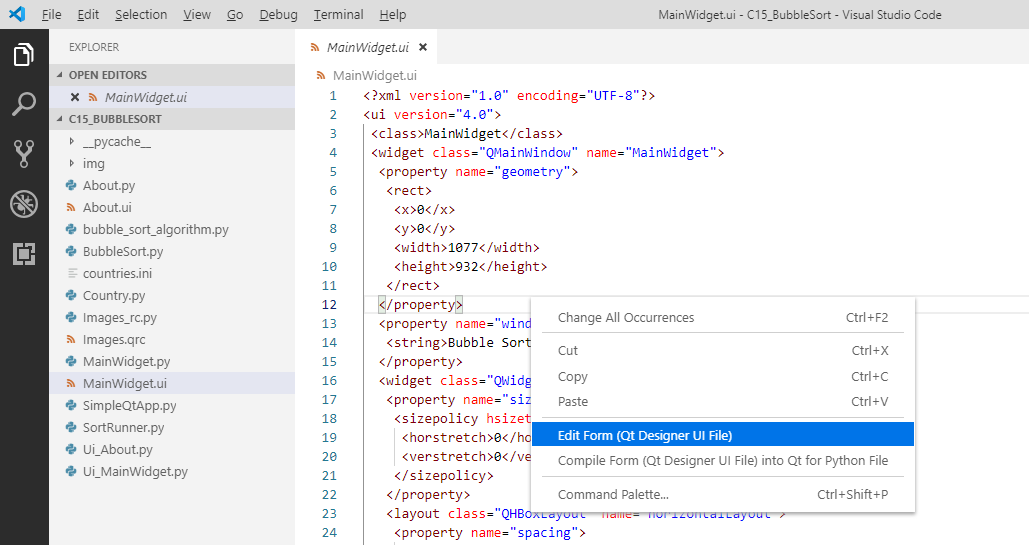 File Edit Selection View Go Debug Terminal Help MainWidget.ui - C15_BubbleSort - Visual Studio Code
EXPLORER
OPEN EDITORS
MainWidget.ui
C15_BUBBLESORT
__pycache__
img
About.py
About.ui
bubble_sort_algorithm.py
BubbleSort.py
countries.ini
Country.py
Images_rc.py
Images.qrc
MainWidget.py
MainWidget.ui
SimpleQtApp.py
SortRunner.py
Ui_About.py
Ui_MainWidget.py
MainWidget.ui
MainWidget.ui
1 <?xml version="1.0" encoding="UTF-8"?>
2 <ui version="4.0">
3 <class>MainWidget</class>
4 <widget class="QMainWindow" name="MainWidget">
5 <property name="geometry">
6 <rect>
7 <x>0</x>
8 <y>0</y>
9 <width>1077</width>
10 <height>932</height>
11 </rect>
12 </property>
13 <property name="wind
14 <string>Bubble Sort
15 </property>
16 <widget class="QWidg
17 <property name="siz
18 <sizepolicy hsizet
19 <horstretch>0</ho
20 <verstretch>0</ve
21 </sizepolicy>
22 </property>
23 <layout class="QHBoxLayout" name="horizontalLayout">
24 <property name="spacing">
Change All Occurrences Ctrl+F2
Cut Ctrl+X
Copy Ctrl+C
Paste Ctrl+V
Edit Form (Qt Designer UI File)
Compile Form (Qt Designer UI File) into Qt for Python File
Command Palette... Ctrl+Shift+P